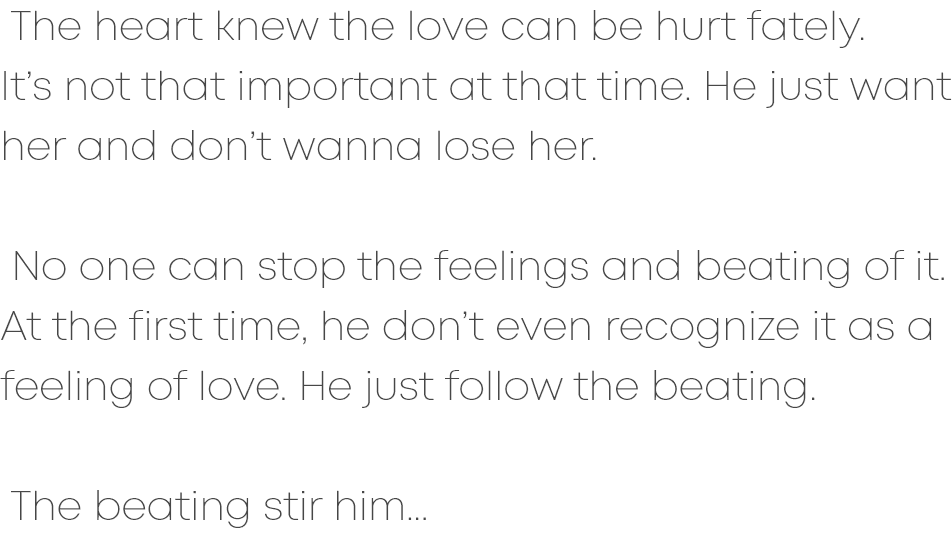 The heart knew the love can be hurt fately.
It’s not that important at that time. He just want
her and don’t wanna lose her.
No one can stop the feelings and beating of it.
At the first time, he don’t even recognize it as a
feeling of love. He just follow the beating.
The beating stir him...